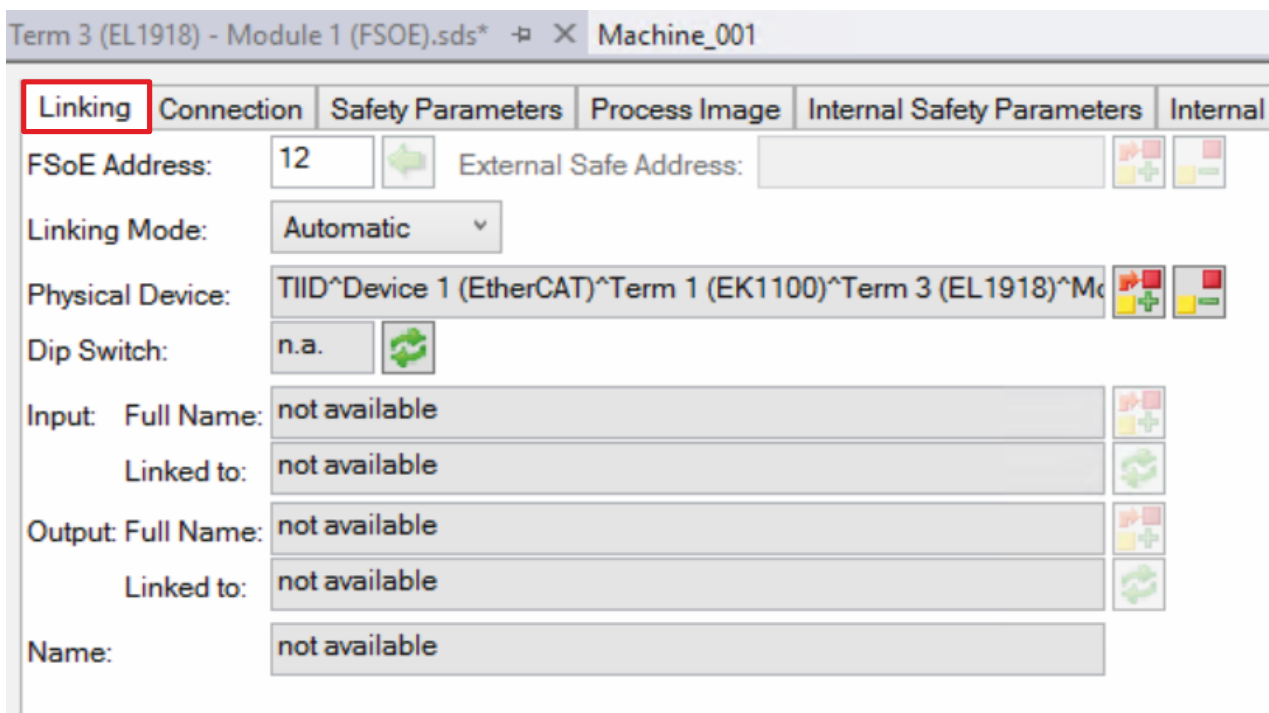 Term 3 (EL1918) - Module 1 (FSOE).sds* Machine_001
Linking Connection Safety Parameters Process Image Internal Safety Parameters Internal
FSoE Address: 12 External Safe Address:
Linking Mode: Automatic
Physical Device: TIID^Device 1 (EtherCAT)^Term 1 (EK1100)^Term 3 (EL1918)^Mo
Dip Switch: n.a.
Input: Full Name: not available
Linked to: not available
Output: Full Name: not available
Linked to: not available
Name: not available